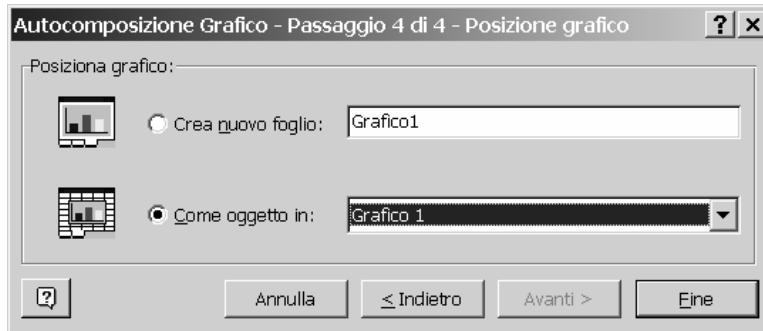 Autocomposizione Grafico - Passaggio 4 di 4 - Posizione grafico
Posiziona grafico:
Crea nuovo foglio: Grafico1
Come oggetto in: Grafico 1
Annulla < Indietro Avanti > Fine